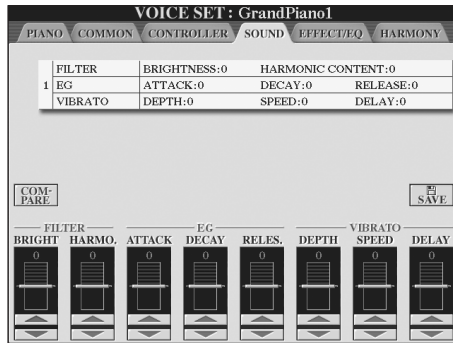 VOICE SET : GrandPiano1
PIANO COMMON CONTROLLER SOUND EFFECT/EQ HARMONY
FILTER BRIGHTNESS:0 HARMONIC CONTENT:0
1 EG ATTACK:0 DECAY:0 RELEASE:0
VIBRATO DEPTH:0 SPEED:0 DELAY:0
COM-
PARE
SAVE
FILTER EG VIBRATO
BRIGHT HARMO. ATTACK DECAY RELES. DEPTH SPEED DELAY
0 0 0 0 0 0 0 0